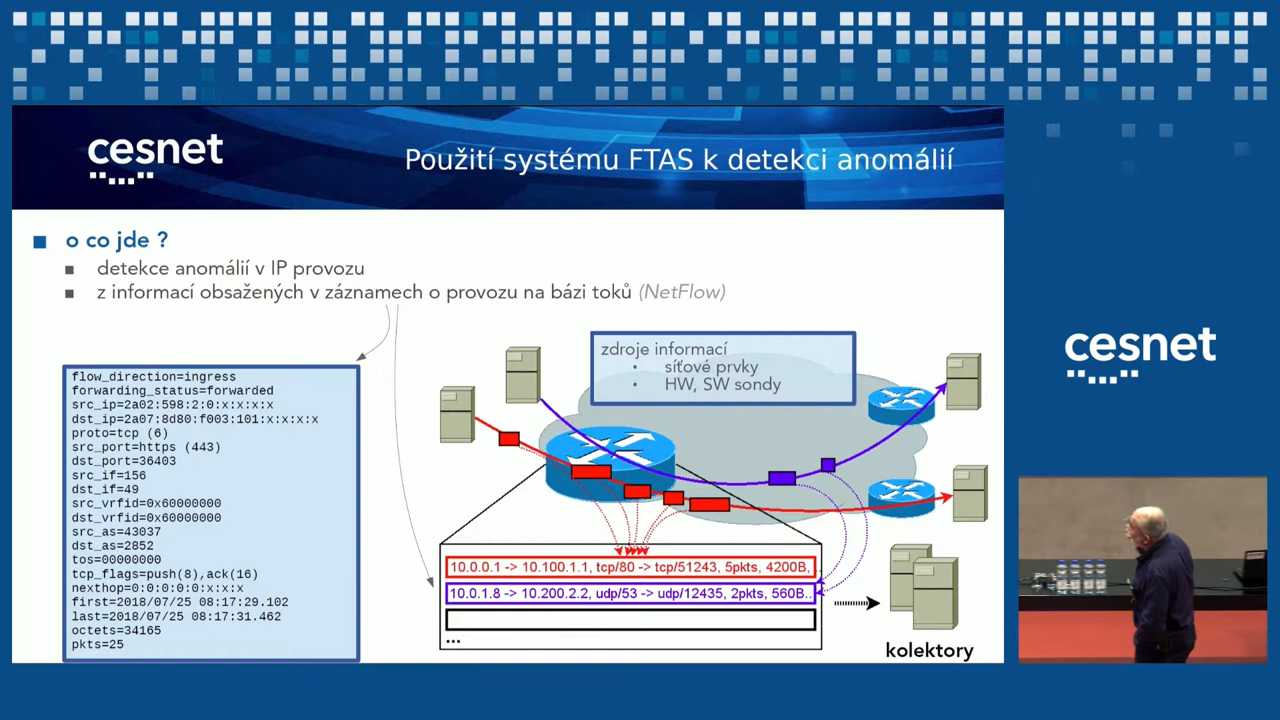 cesnet
Použití systému FTAS k detekci anomálií
o co jde ?
detekce anomálií v IP provozu
z informací obsažených v záznamech o provozu na bázi toků (NetFlow)
flow_direction=ingress
forwarding_status=forwarded
src_ip=2a02:598:2:0:x:x:x:x
dst_ip=2a07:8d80:f003:101:x:x:x:x
proto=tcp (6)
src_port=https (443)
dst_port=36403
src_if=156
dst_if=49
src_vrfid=0x60000000
dst_vrfid=0x60000000
src_as=43037
dst_as=2852
tos=00000000
tcp_flags=push(8),ack(16)
nexthop=0:0:0:0:0:x:x:x
first=2018/07/25 08:17:29.102
last=2018/07/25 08:17:31.462
octets=34165
pkts=25
zdroje informací
• síťové prvky
• HW, SW sondy
10.0.0.1 -> 10.100.1.1, tcp/80 -> tcp/51243, 5pkts, 4200B,
10.0.1.8 -> 10.200.2.2, udp/53 -> udp/12435, 2pkts, 560B..
...
kolektory
cesnet